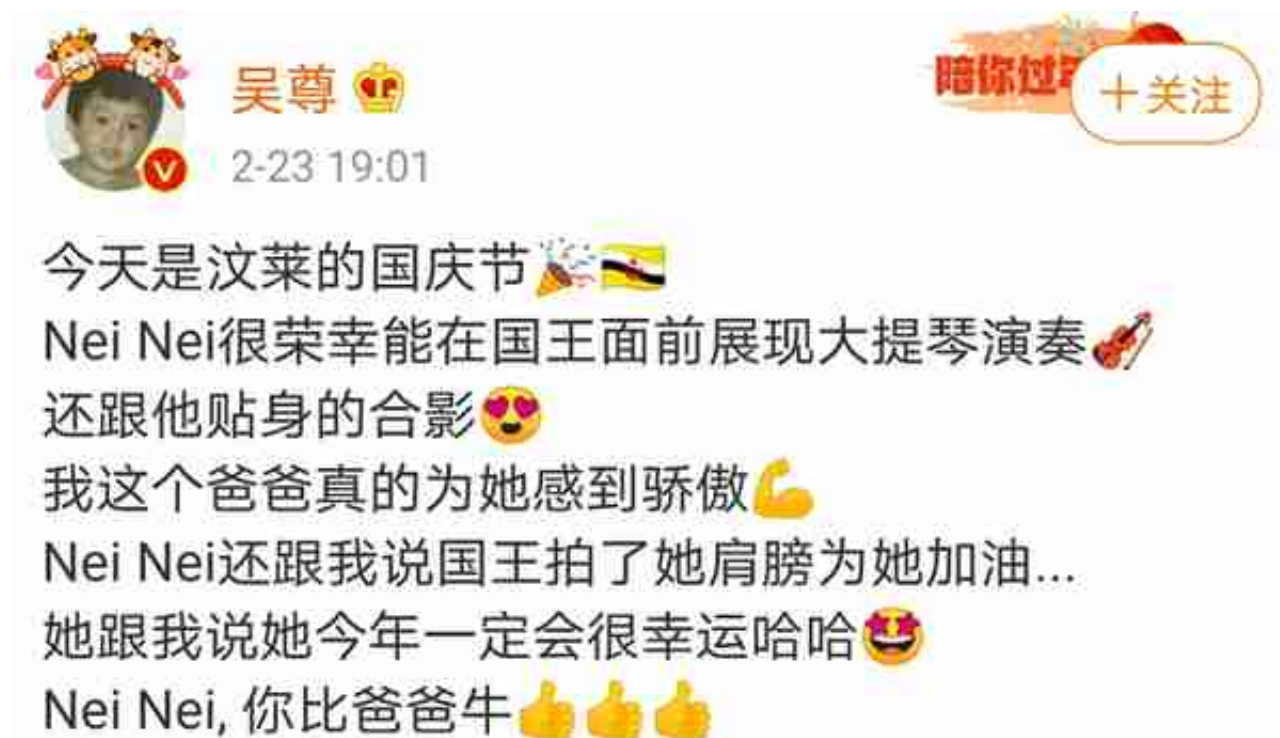 吴尊
陪你过年
+关注
2-23 19:01
今天是汶莱的国庆节🎉🇧🇳
Nei Nei很荣幸能在国王面前展现大提琴演奏🎻
还跟他贴身的合影😍
我这个爸爸真的为她感到骄傲💪
Nei Nei还跟我说国王拍了她肩膀为她加油...
她跟我说她今年一定会很幸运哈哈🤩
Nei Nei, 你比爸爸牛👍👍👍